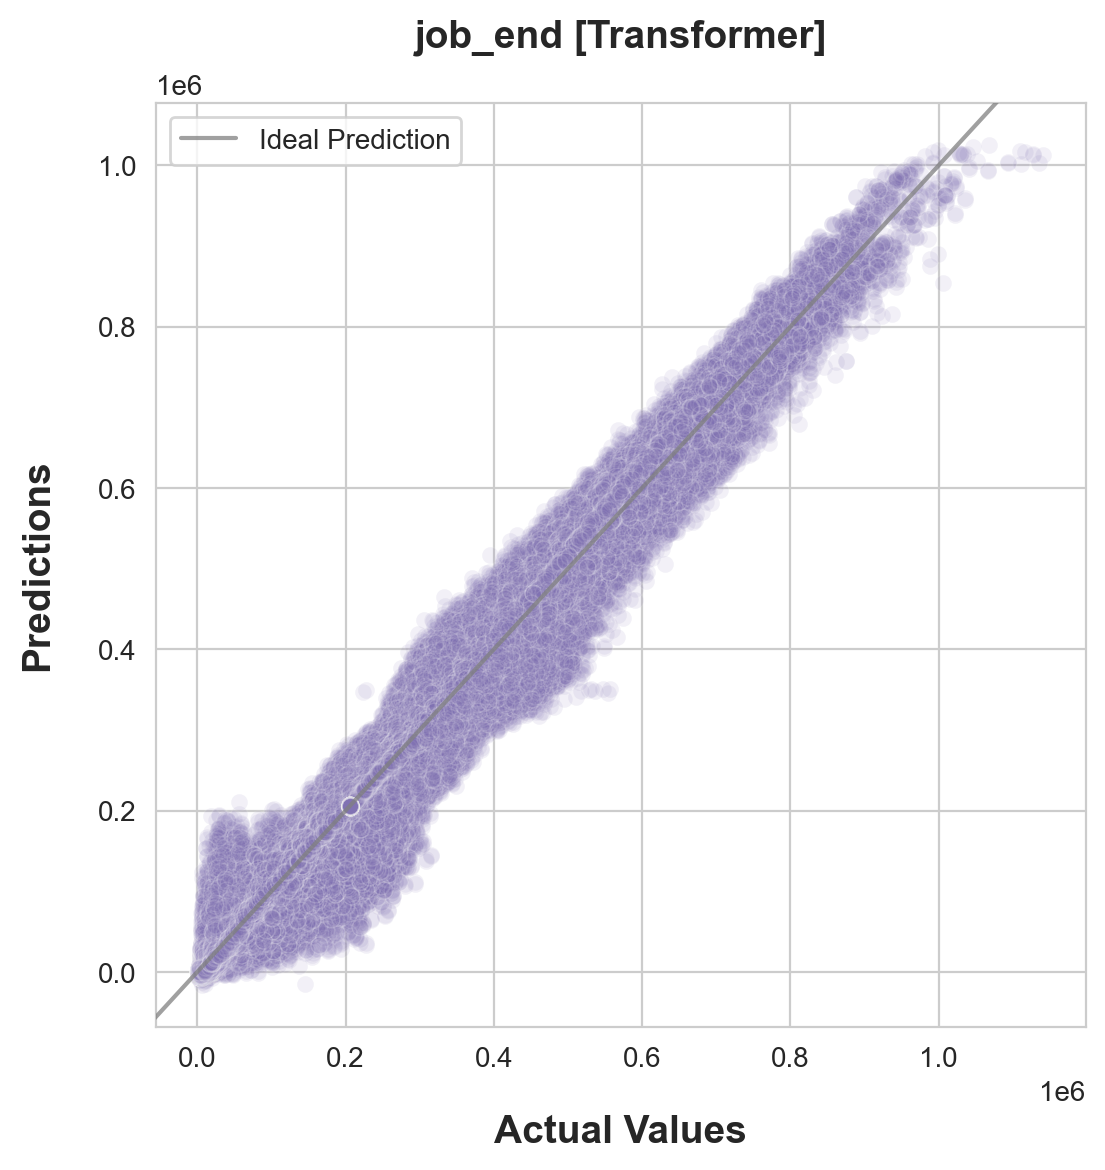 job_end [Transformer]
1e6
Ideal Prediction
1.0
0.8
0.6
0.4
0.2
0.0
Predictions
0.0 0.2 0.4 0.6 0.8 1.0
1e6
Actual Values